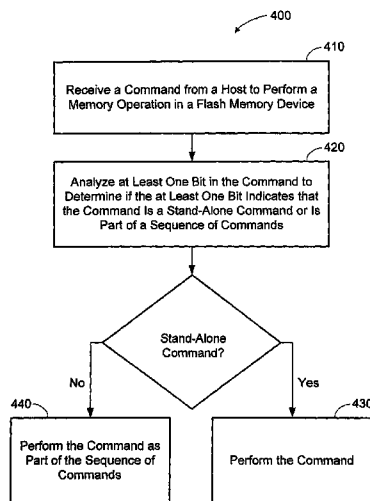 400
410
Receive a Command from a Host to Perform a
Memory Operation in a Flash Memory Device
420
Analyze at Least One Bit in the Command to
Determine if the at Least One Bit Indicates that
the Command Is a Stand-Alone Command or Is
Part of a Sequence of Commands
Stand-Alone
Command?
No
Yes
440
Perform the Command as
Part of the Sequence of
Commands
430
Perform the Command